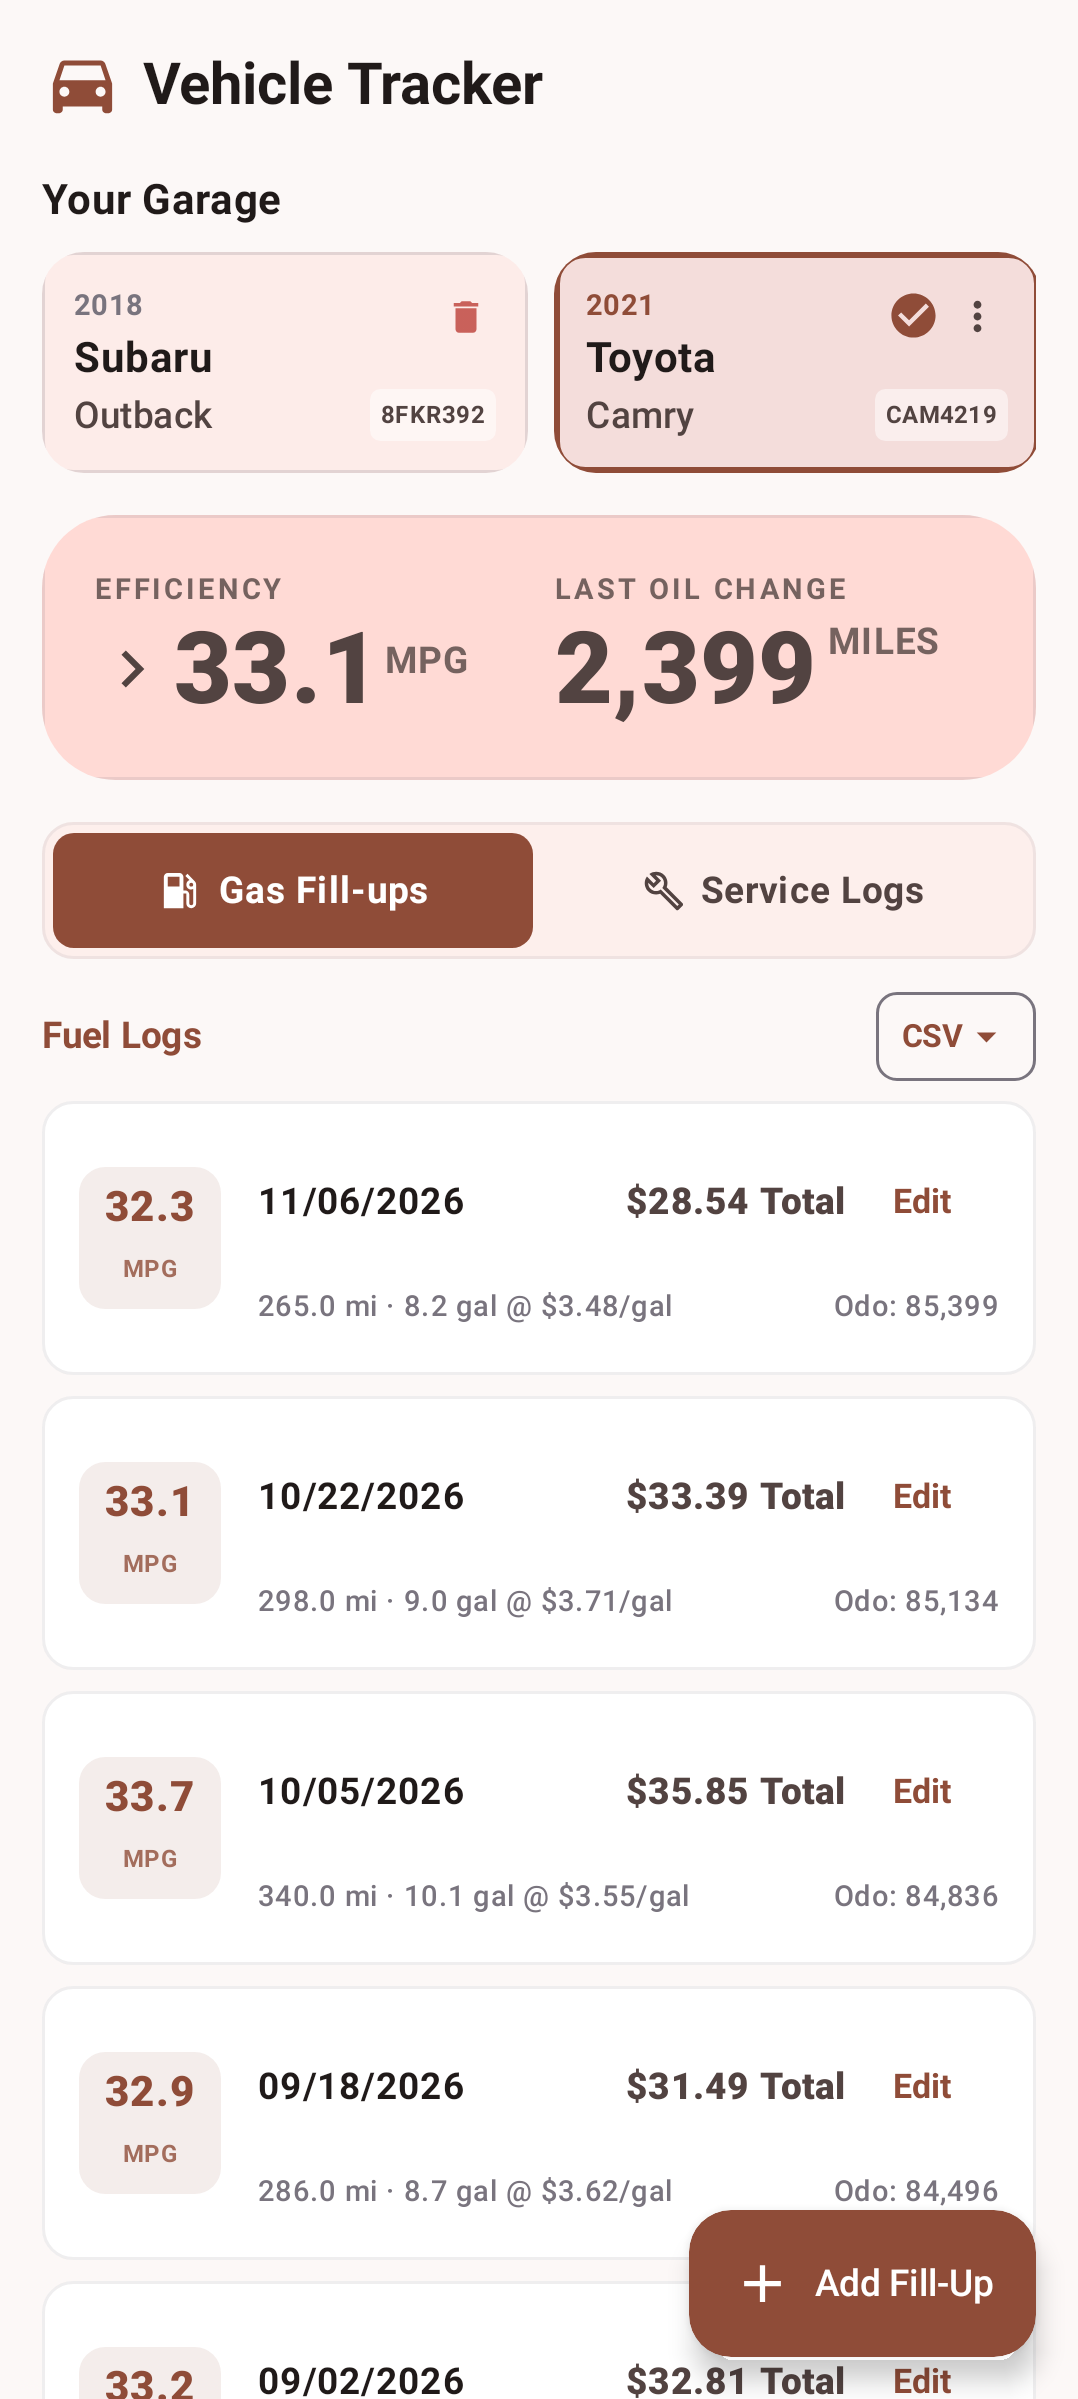 Vehicle Tracker
Your Garage
2018
Subaru
Outback
8FKR392
2021
Toyota
Camry
CAM4219
EFFICIENCY
33.1 MPG
LAST OIL CHANGE
2,399 MILES
Gas Fill-ups
Service Logs
Fuel Logs
CSV
32.3
MPG
11/06/2026
$28.54 Total
Edit
265.0 mi · 8.2 gal @ $3.48/gal
Odo: 85,399
33.1
MPG
10/22/2026
$33.39 Total
Edit
298.0 mi · 9.0 gal @ $3.71/gal
Odo: 85,134
33.7
MPG
10/05/2026
$35.85 Total
Edit
340.0 mi · 10.1 gal @ $3.55/gal
Odo: 84,836
32.9
MPG
09/18/2026
$31.49 Total
Edit
286.0 mi · 8.7 gal @ $3.62/gal
Odo: 84,496
Add Fill-Up
33.2
09/02/2026
$32.81 Total
Edit